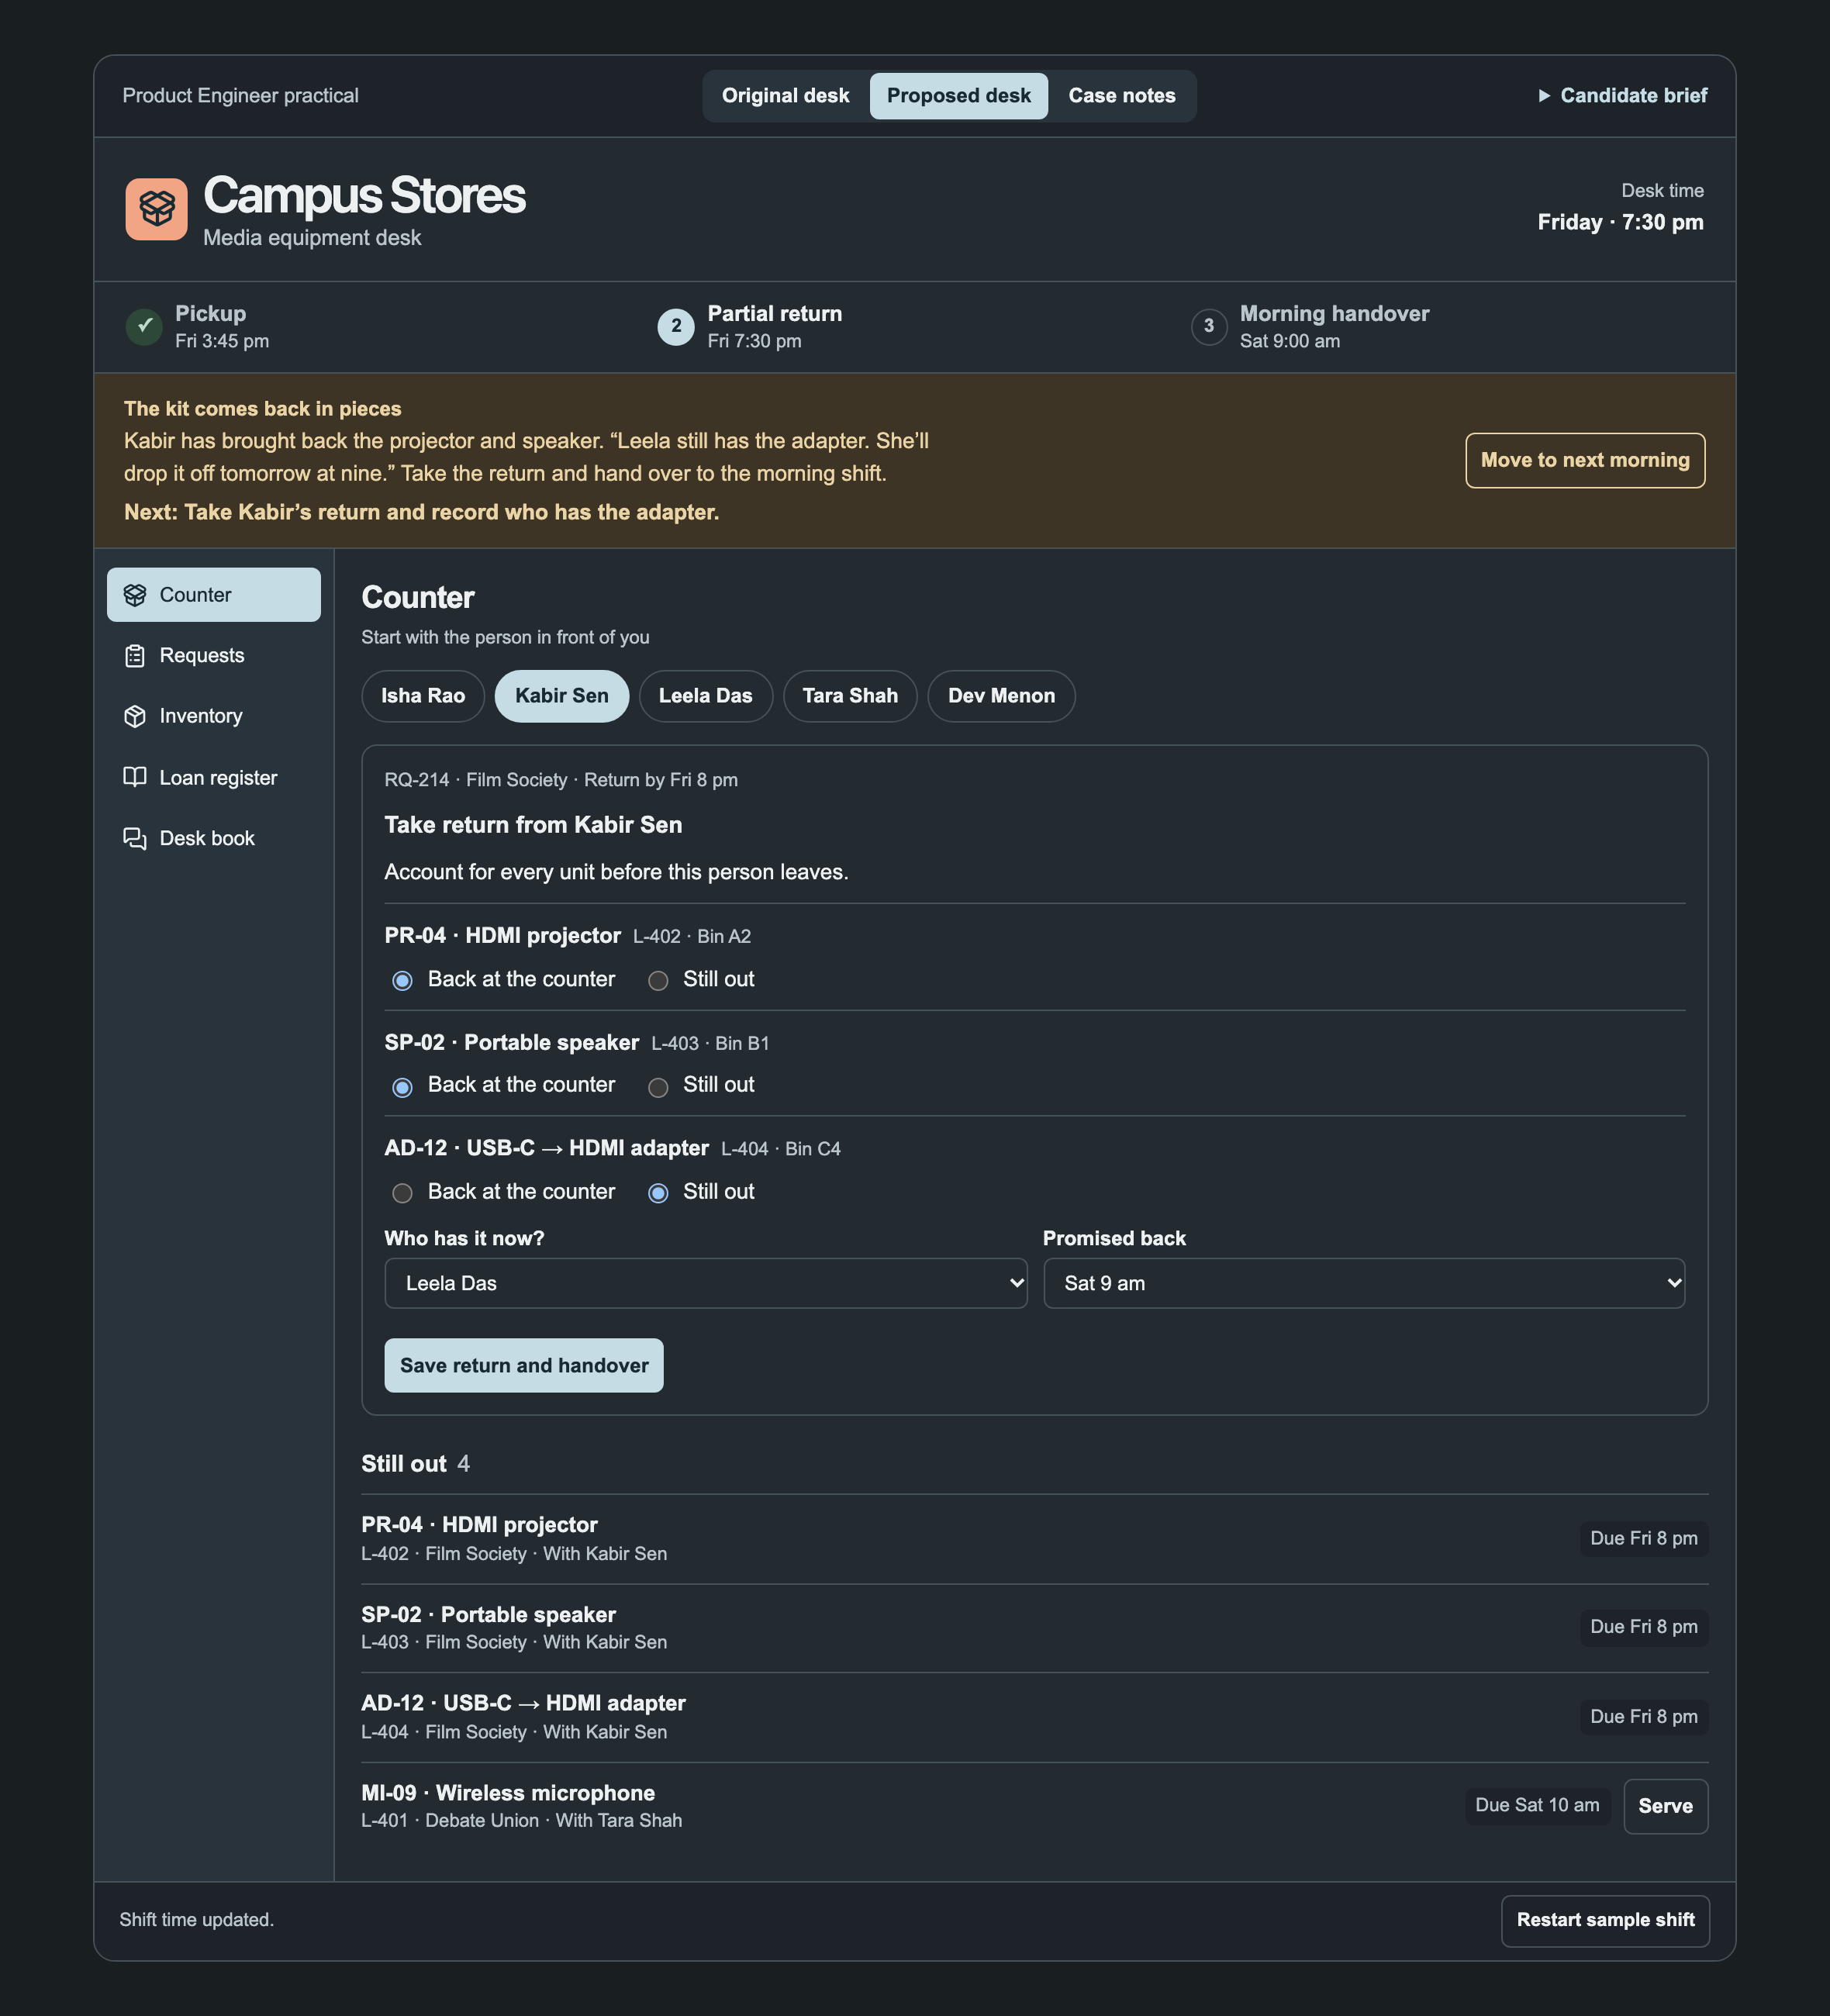 Product Engineer practical
Original desk
Proposed desk
Case notes
▶ Candidate brief
Campus Stores
Media equipment desk
Desk time
Friday · 7:30 pm
✓
Pickup
Fri 3:45 pm
2
Partial return
Fri 7:30 pm
3
Morning handover
Sat 9:00 am
The kit comes back in pieces
Kabir has brought back the projector and speaker. “Leela still has the adapter. She’ll
drop it off tomorrow at nine.” Take the return and hand over to the morning shift.
Next: Take Kabir’s return and record who has the adapter.
Move to next morning
Counter
Requests
Inventory
Loan register
Desk book
Counter
Start with the person in front of you
Isha Rao
Kabir Sen
Leela Das
Tara Shah
Dev Menon
RQ-214 · Film Society · Return by Fri 8 pm
Take return from Kabir Sen
Account for every unit before this person leaves.
PR-04 · HDMI projector L-402 · Bin A2
Back at the counter
Still out
SP-02 · Portable speaker L-403 · Bin B1
Back at the counter
Still out
AD-12 · USB-C → HDMI adapter L-404 · Bin C4
Back at the counter
Still out
Who has it now?
Leela Das
Promised back
Sat 9 am
Save return and handover
Still out 4
PR-04 · HDMI projector
L-402 · Film Society · With Kabir Sen
Due Fri 8 pm
SP-02 · Portable speaker
L-403 · Film Society · With Kabir Sen
Due Fri 8 pm
AD-12 · USB-C → HDMI adapter
L-404 · Film Society · With Kabir Sen
Due Fri 8 pm
MI-09 · Wireless microphone
L-401 · Debate Union · With Tara Shah
Due Sat 10 am
Serve
Shift time updated.
Restart sample shift